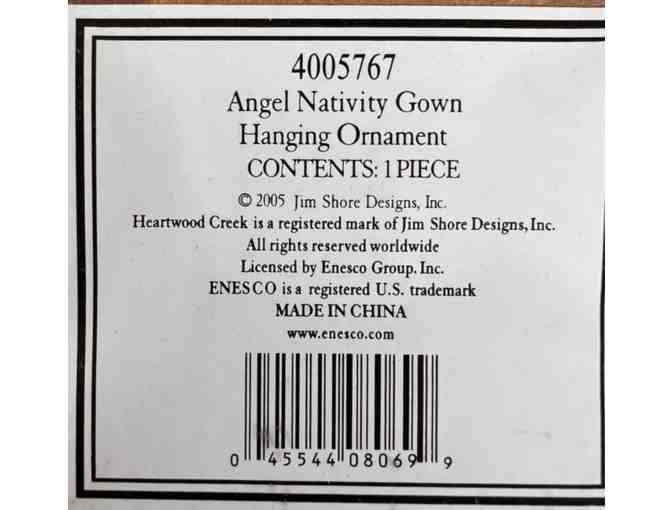 4005767
Angel Nativity Gown
Hanging Ornament
CONTENTS: 1 PIECE
© 2005 Jim Shore Designs, Inc.
Heartwood Creek is a registered mark of Jim Shore Designs, Inc.
All rights reserved worldwide
Licensed by Enesco Group. Inc.
ENESCO is a registered U.S. trademark
MADE IN CHINA
www.enesco.com
0 45544 08069 9